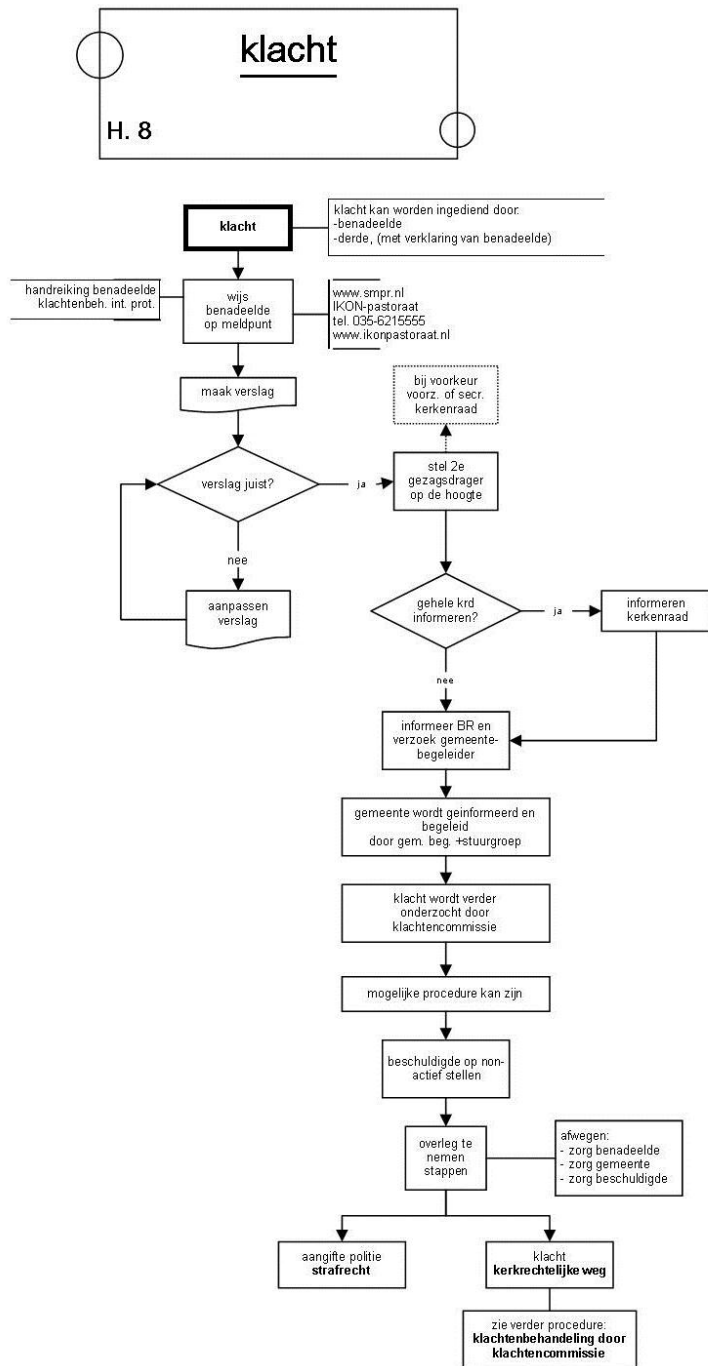 klacht
H. 8
klacht
klacht kan worden ingediend door:
-benadeelde
-derde, (met verklaring van benadeelde)
handreiking benadeelde
klachtenbeh. int. prot.
wijs
benadeelde
op meldpunt
www.smpr.nl
IKON-pastoraat
tel. 035-6215555
www.ikonpastoraat.nl
maak verslag
bij voorkeur
voorz. of secr.
kerkenraad
verslag juist?
ja
stel 2e
gezagsdrager
op de hoogte
nee
aanpassen
verslag
gehele krd
informeren?
ja
informeren
kerkenraad
nee
informeer BR en
verzoek gemeente-
begeleider
gemeente wordt geinformeerd en
begeleid
door gem. beg. +stuurgroep
klacht wordt verder
onderzocht door
klachtencommissie
mogelijke procedure kan zijn
beschuldigde op non-
actief stellen
overleg te
nemen
stappen
afwegen:
- zorg benadeelde
- zorg gemeente
- zorg beschuldigde
aangifte politie
strafrecht
klacht
kerkrechtelijke weg
zie verder procedure:
klachtenbehandeling door
klachtencommissie